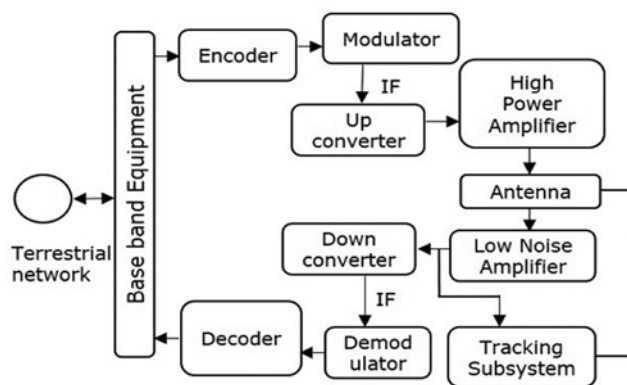 Encoder
Modulator
IF
Up
converter
High
Power
Amplifier
Base band Equipment
Antenna
Terrestrial
network
Down
converter
Low Noise
Amplifier
IF
Decoder
Demod
ulator
Tracking
Subsystem